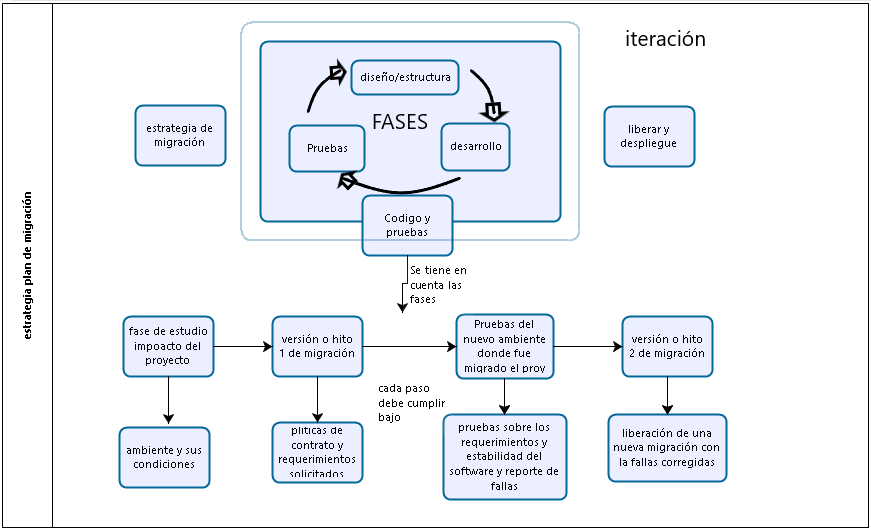 estrategia plan de migración
iteración
diseño/estructura
FASES
estrategia de
migración
Pruebas
desarrollo
liberar y
despliegue
Codigo y
pruebas
Se tiene en
cuenta las
fases
fase de estudio
impoacto del
proyecto
versión o hito
1 de migración
Pruebas del
nuevo ambiente
donde fue
migrado el proy
versión o hito
2 de migración
cada paso
debe cumplir
bajo
ambiente y sus
condiciones
plíticas de
contrato y
requerimientos
solicitados
pruebas sobre los
requerimientos y
estabilidad del
software y reporte de
fallas
liberación de una
nueva migración con
la fallas corregidas